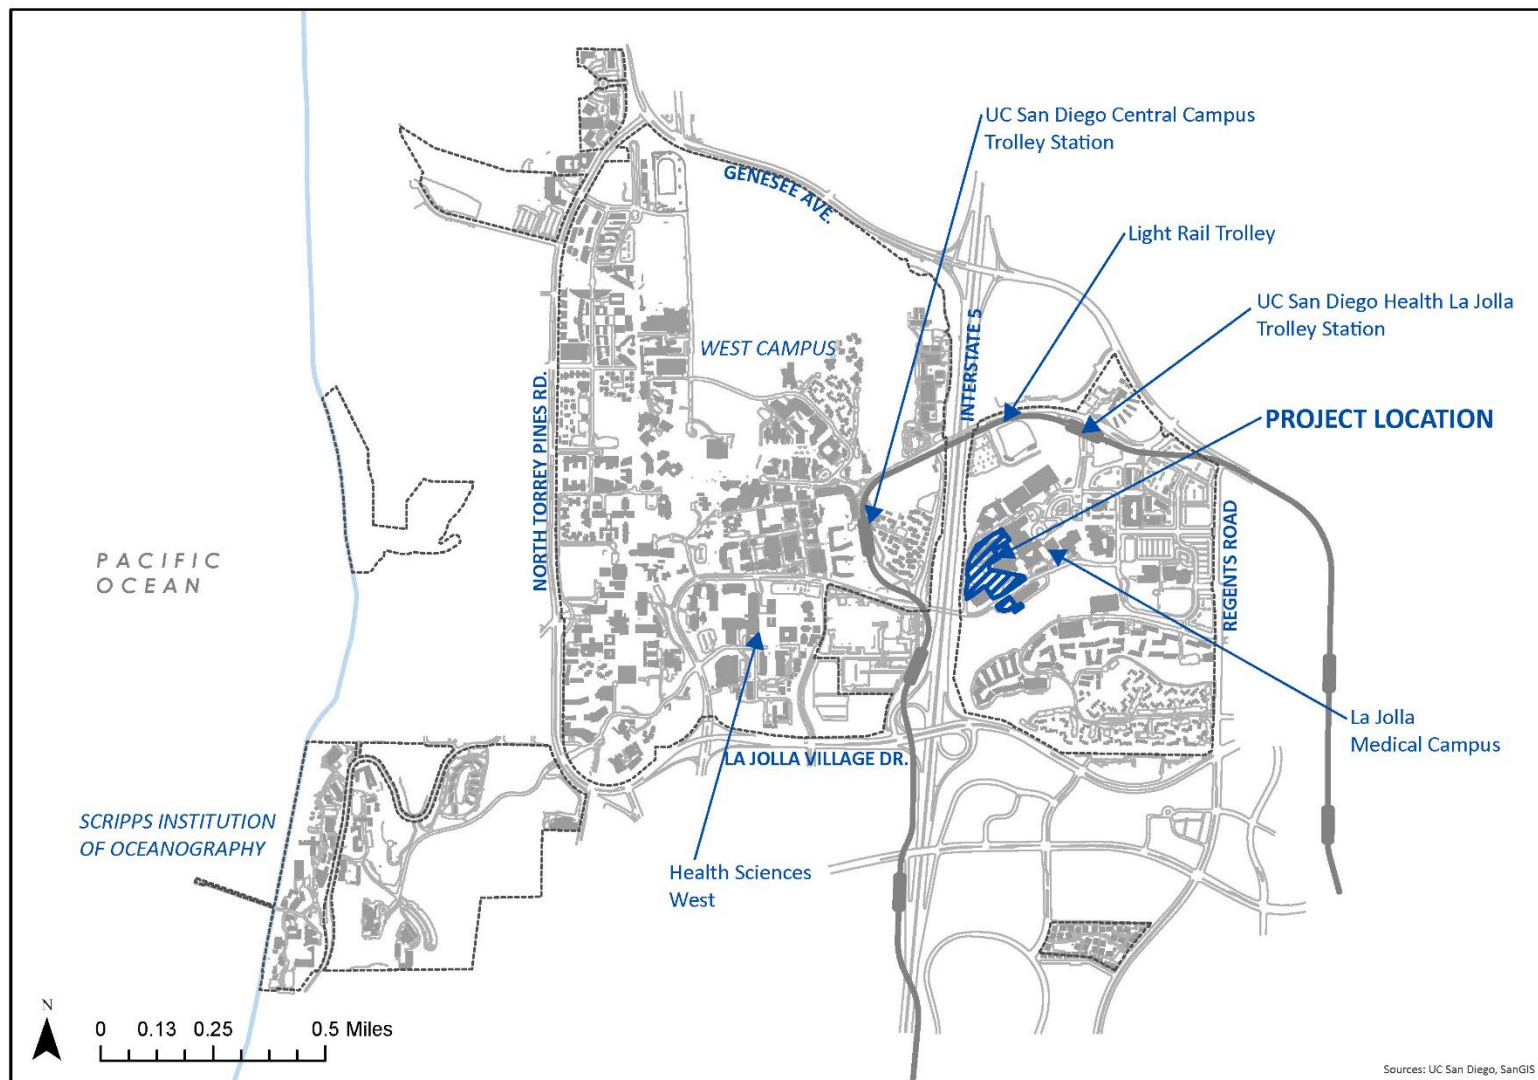 UC San Diego Central Campus
Trolley Station
GENESEE AVE.
Light Rail Trolley
UC San Diego Health La Jolla
Trolley Station
INTERSTATE 5
WEST CAMPUS
PROJECT LOCATION
NORTH TORREY PINES RD.
REGENTS ROAD
PACIFIC
OCEAN
La Jolla
Medical Campus
LA JOLLA VILLAGE DR.
SCRIPPS INSTITUTION
OF OCEANOGRAPHY
Health Sciences
West
N
0 0.13 0.25 0.5 Miles
Sources: UC San Diego, SanGIS